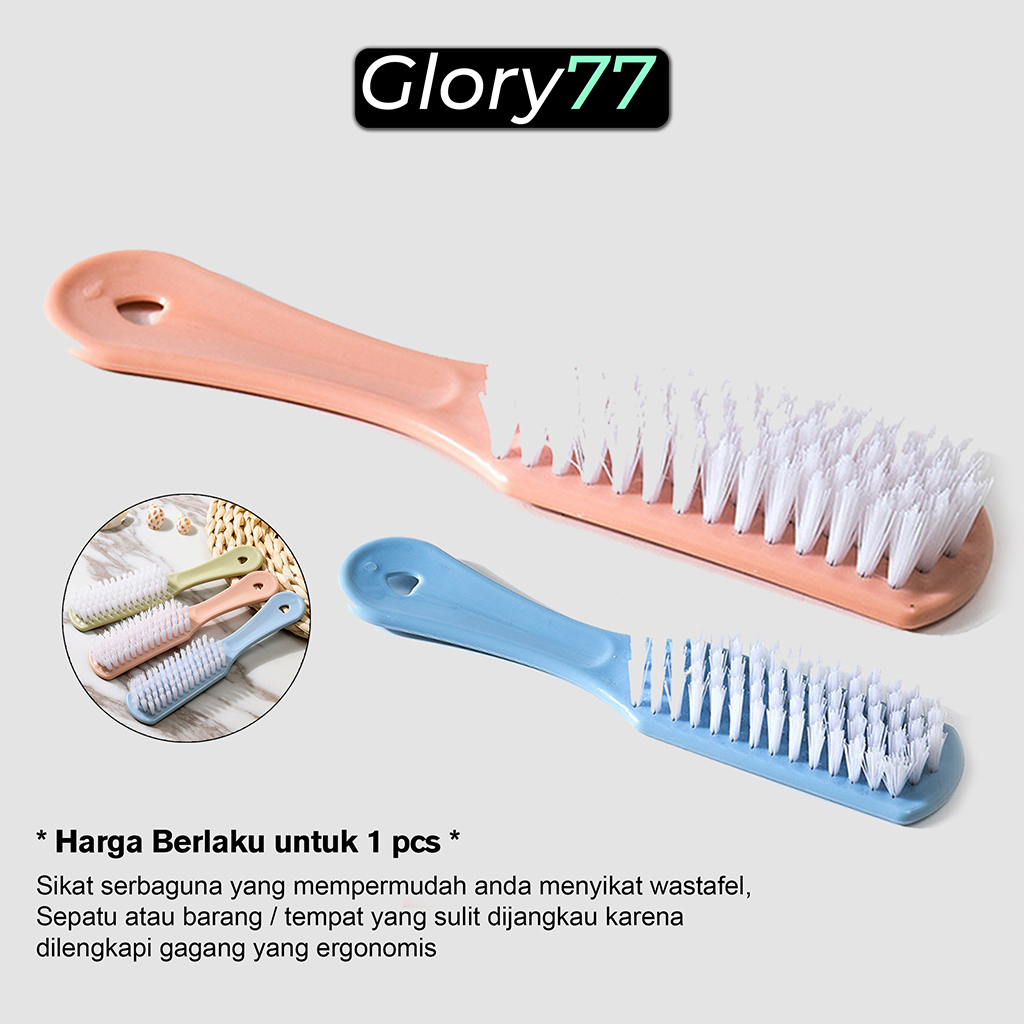 Glory77
* Harga Berlaku untuk 1 pcs *
Sikat serbaguna yang mempermudah anda menyikat wastafel,
Sepatu atau barang / tempat yang sulit dijangkau karena
dilengkapi gagang yang ergonomis